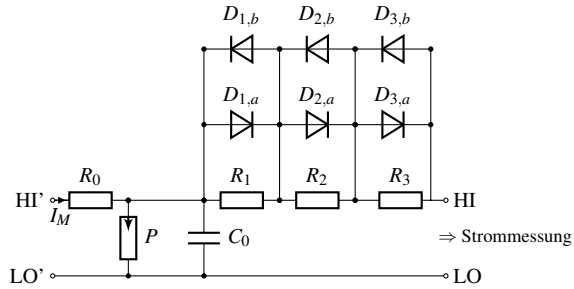 D1,b D2,b D3,b
D1,a D2,a D3,a
R0 R1 R2 R3
HI' HI
IM P C0 ⇒ Strommessung
LO' LO